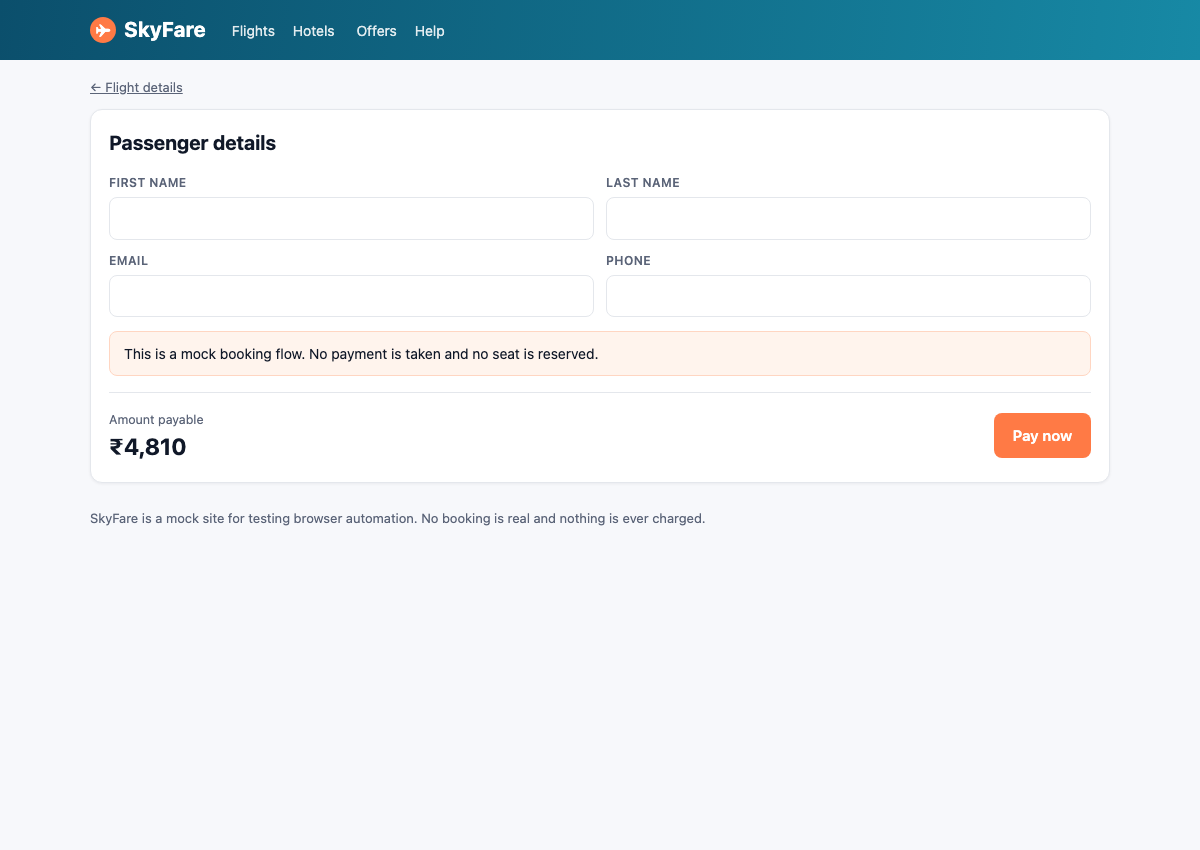 SkyFare Flights Hotels Offers Help
← Flight details
Passenger details
FIRST NAME LAST NAME
EMAIL PHONE
This is a mock booking flow. No payment is taken and no seat is reserved.
Amount payable
₹4,810
Pay now
SkyFare is a mock site for testing browser automation. No booking is real and nothing is ever charged.